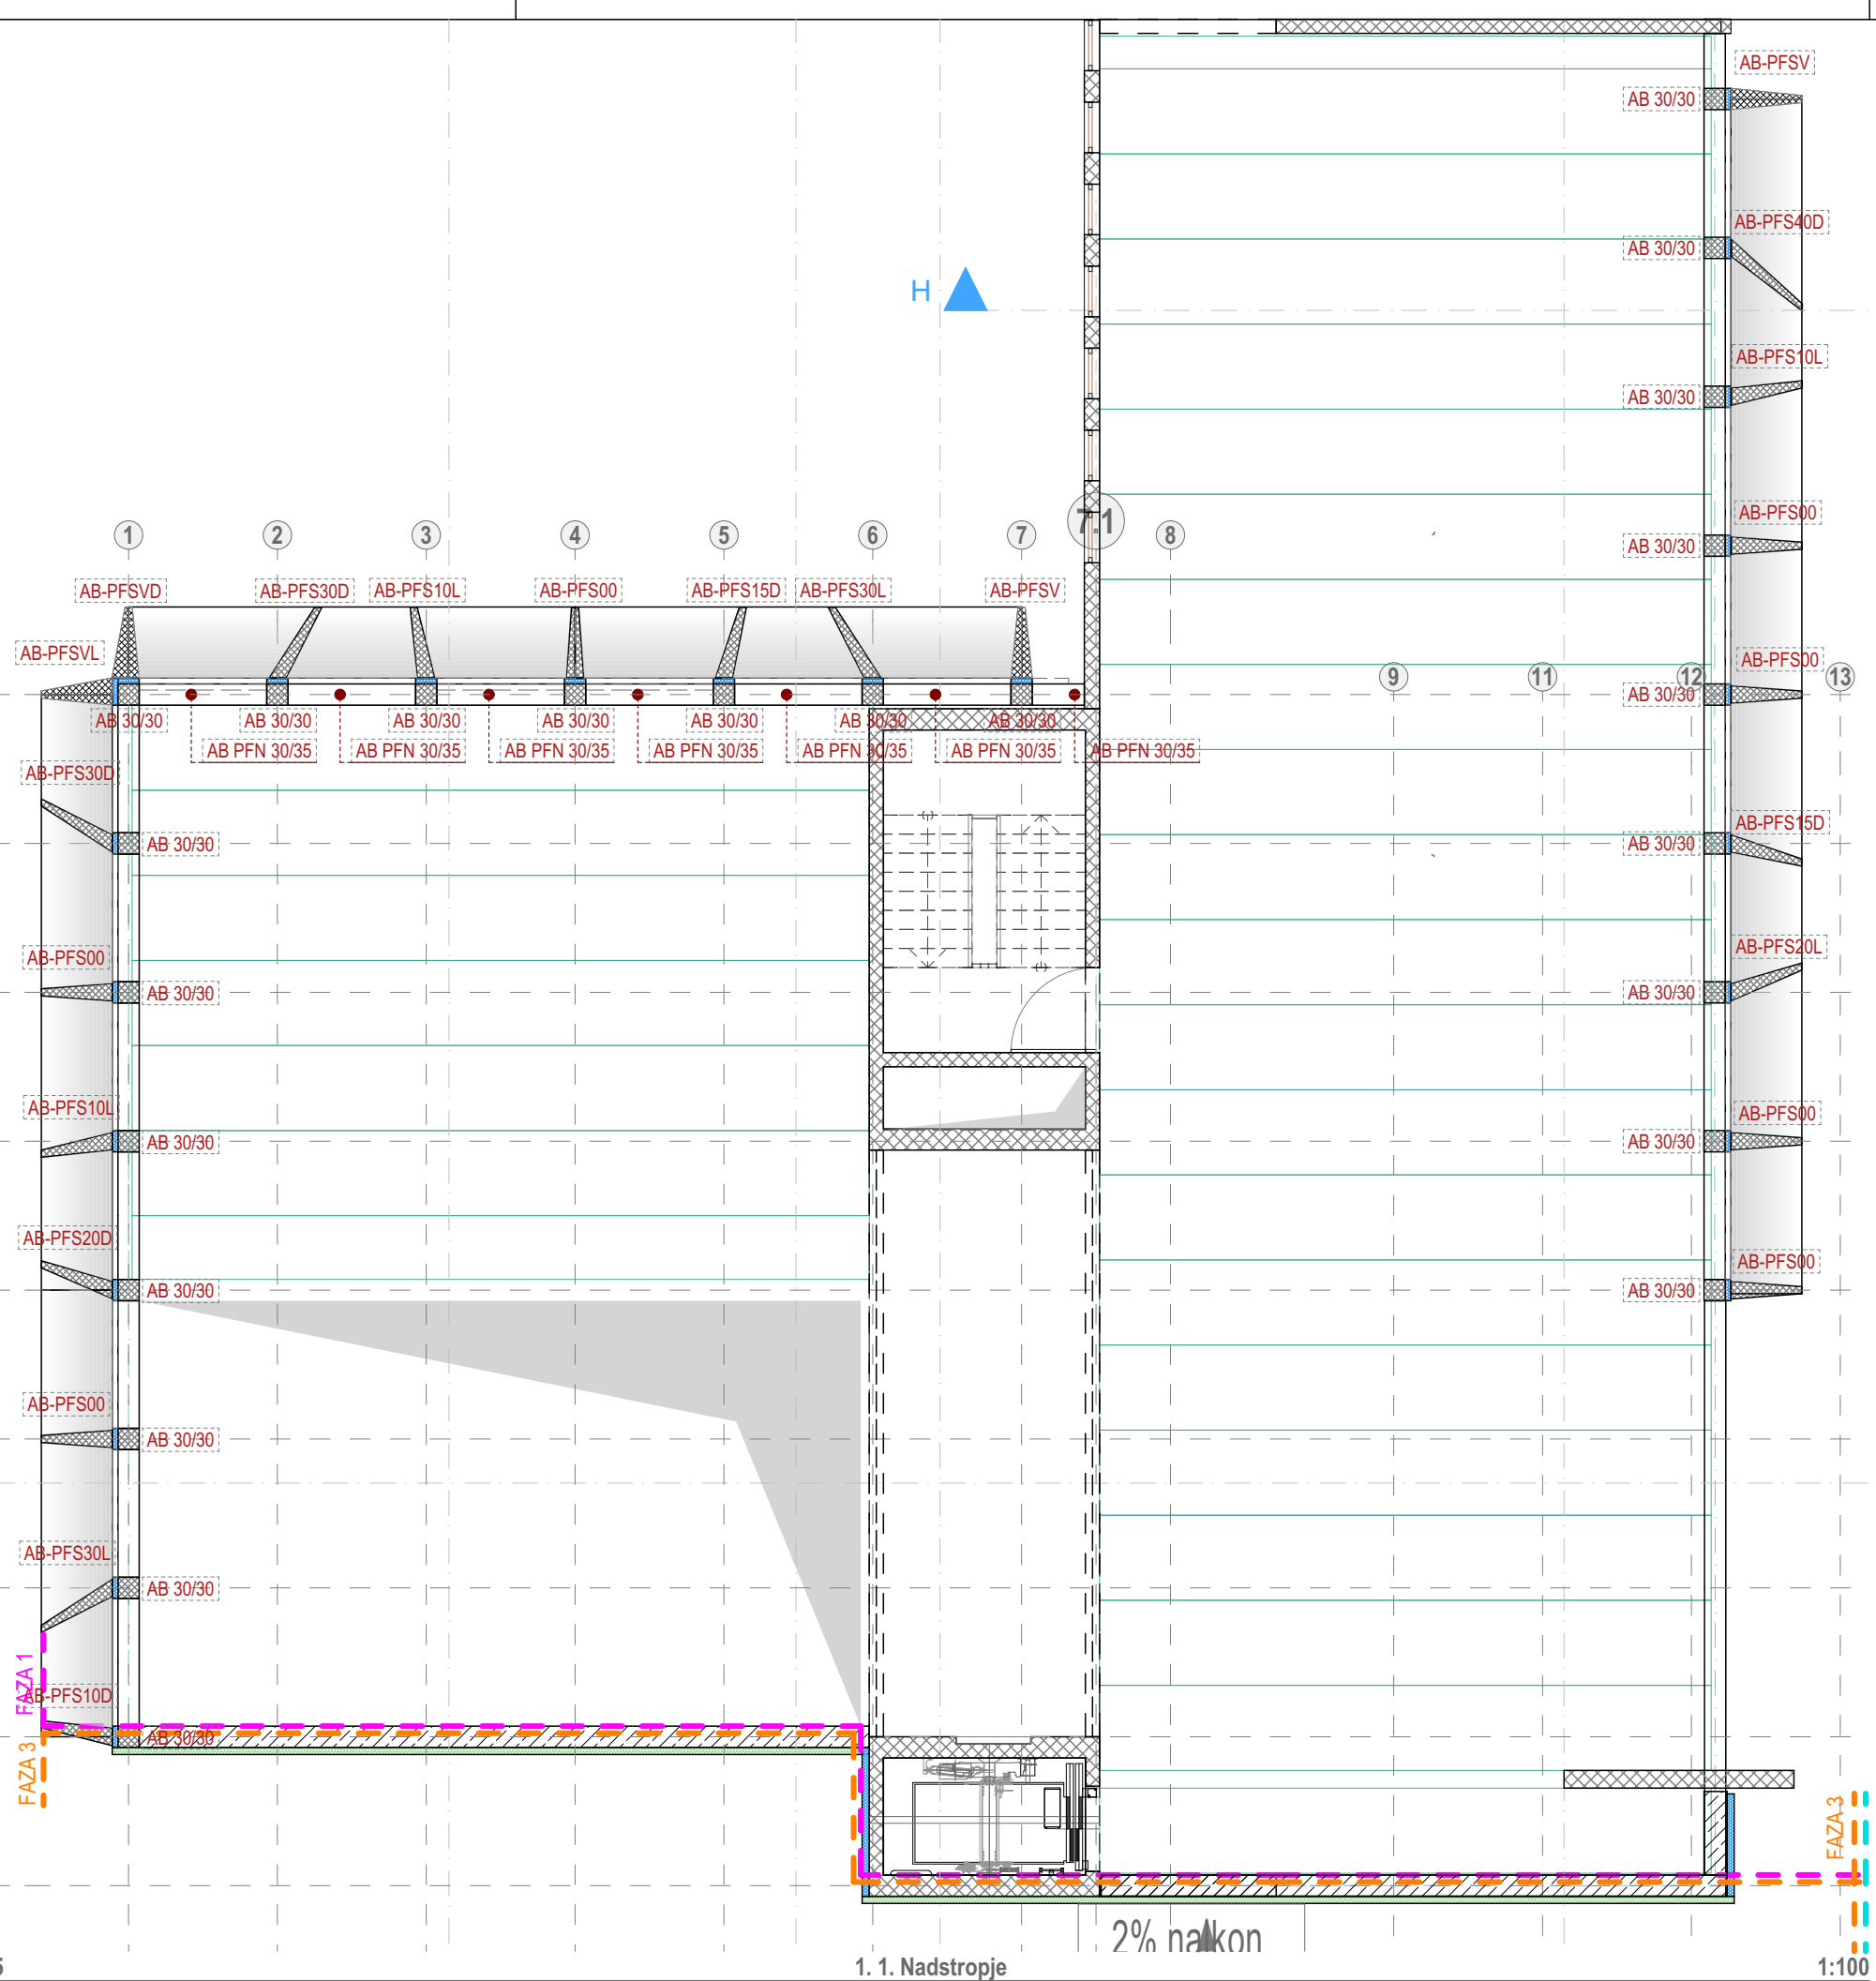 AB-PFSV
AB 30/30
AB-PFS40D
AB 30/30
H
AB-PFS10L
AB 30/30
AB-PFS00
AB 30/30
1 2 3 4 5 6 7 7.1 8
AB-PFSVD AB-PFS30D AB-PFS10L AB-PFS00 AB-PFS15D AB-PFS30L AB-PFSV
AB-PFSVL
9 11 12 13
AB-PFS00
AB 30/30
AB 30/30 AB 30/30 AB 30/30 AB 30/30 AB 30/30 AB 30/30 AB 30/30
AB PFN 30/35 AB PFN 30/35 AB PFN 30/35 AB PFN 30/35 AB PFN 30/35 AB PFN 30/35 AB PFN 30/35
AB-PFS30D
AB-PFS15D
AB 30/30 AB 30/30
AB-PFS00
AB-PFS20L
AB 30/30 AB 30/30
AB-PFS10L
AB-PFS00
AB 30/30 AB 30/30
AB-PFS20D
AB-PFS00
AB 30/30 AB 30/30
AB-PFS00
AB 30/30
AB-PFS30L
AB 30/30
FAZA 1
AB-PFS10D
AB 30/30
FAZA 3
FAZA 3
1. 1. Nadstropje
1:100